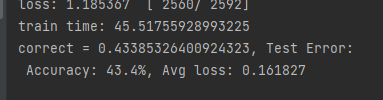 loss: 1.185367  [ 2560/ 2592]
train time: 45.51755928993225
correct = 0.43385326400924323, Test Error:
 Accuracy: 43.4%, Avg loss: 0.161827